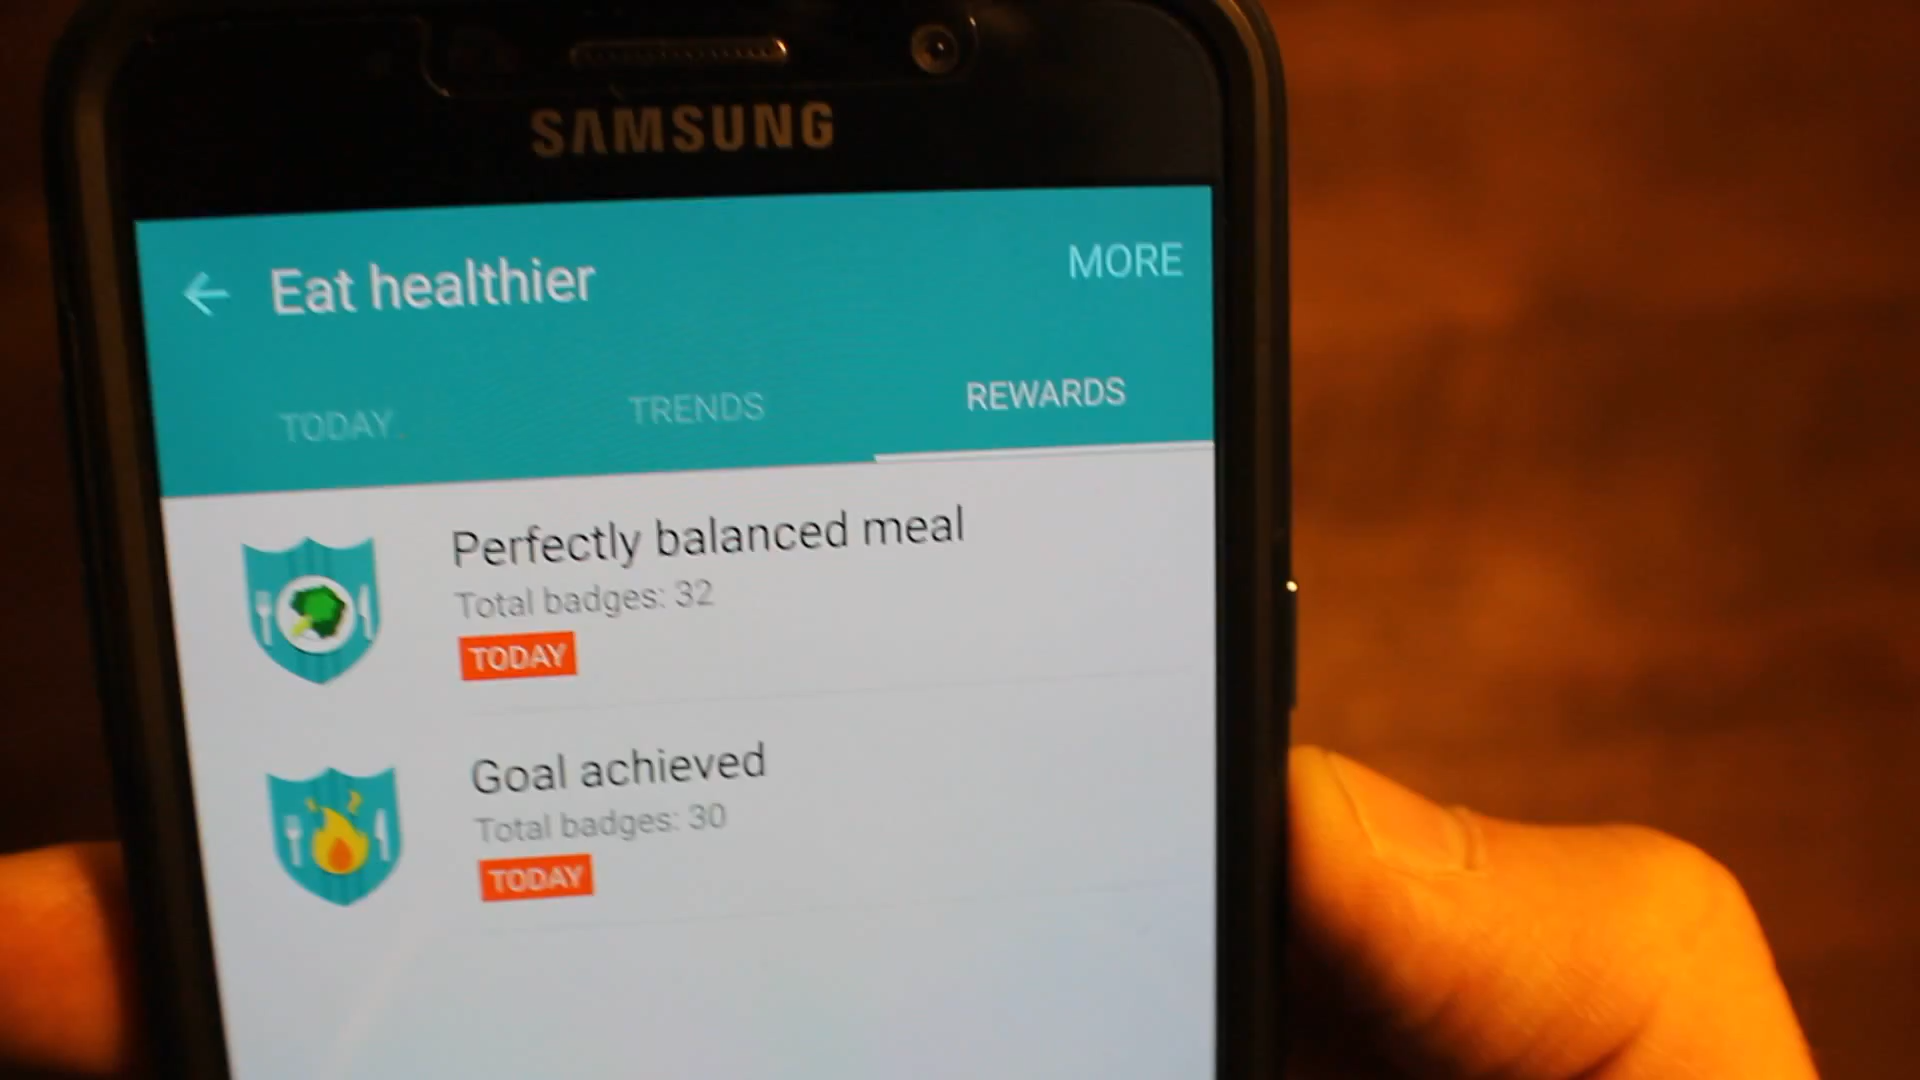 SAMSUNG
Eat healthier
MORE
TODAY
TRENDS
REWARDS
Perfectly balanced meal
Total badges: 32
TODAY
Goal achieved
Total badges: 30
TODAY